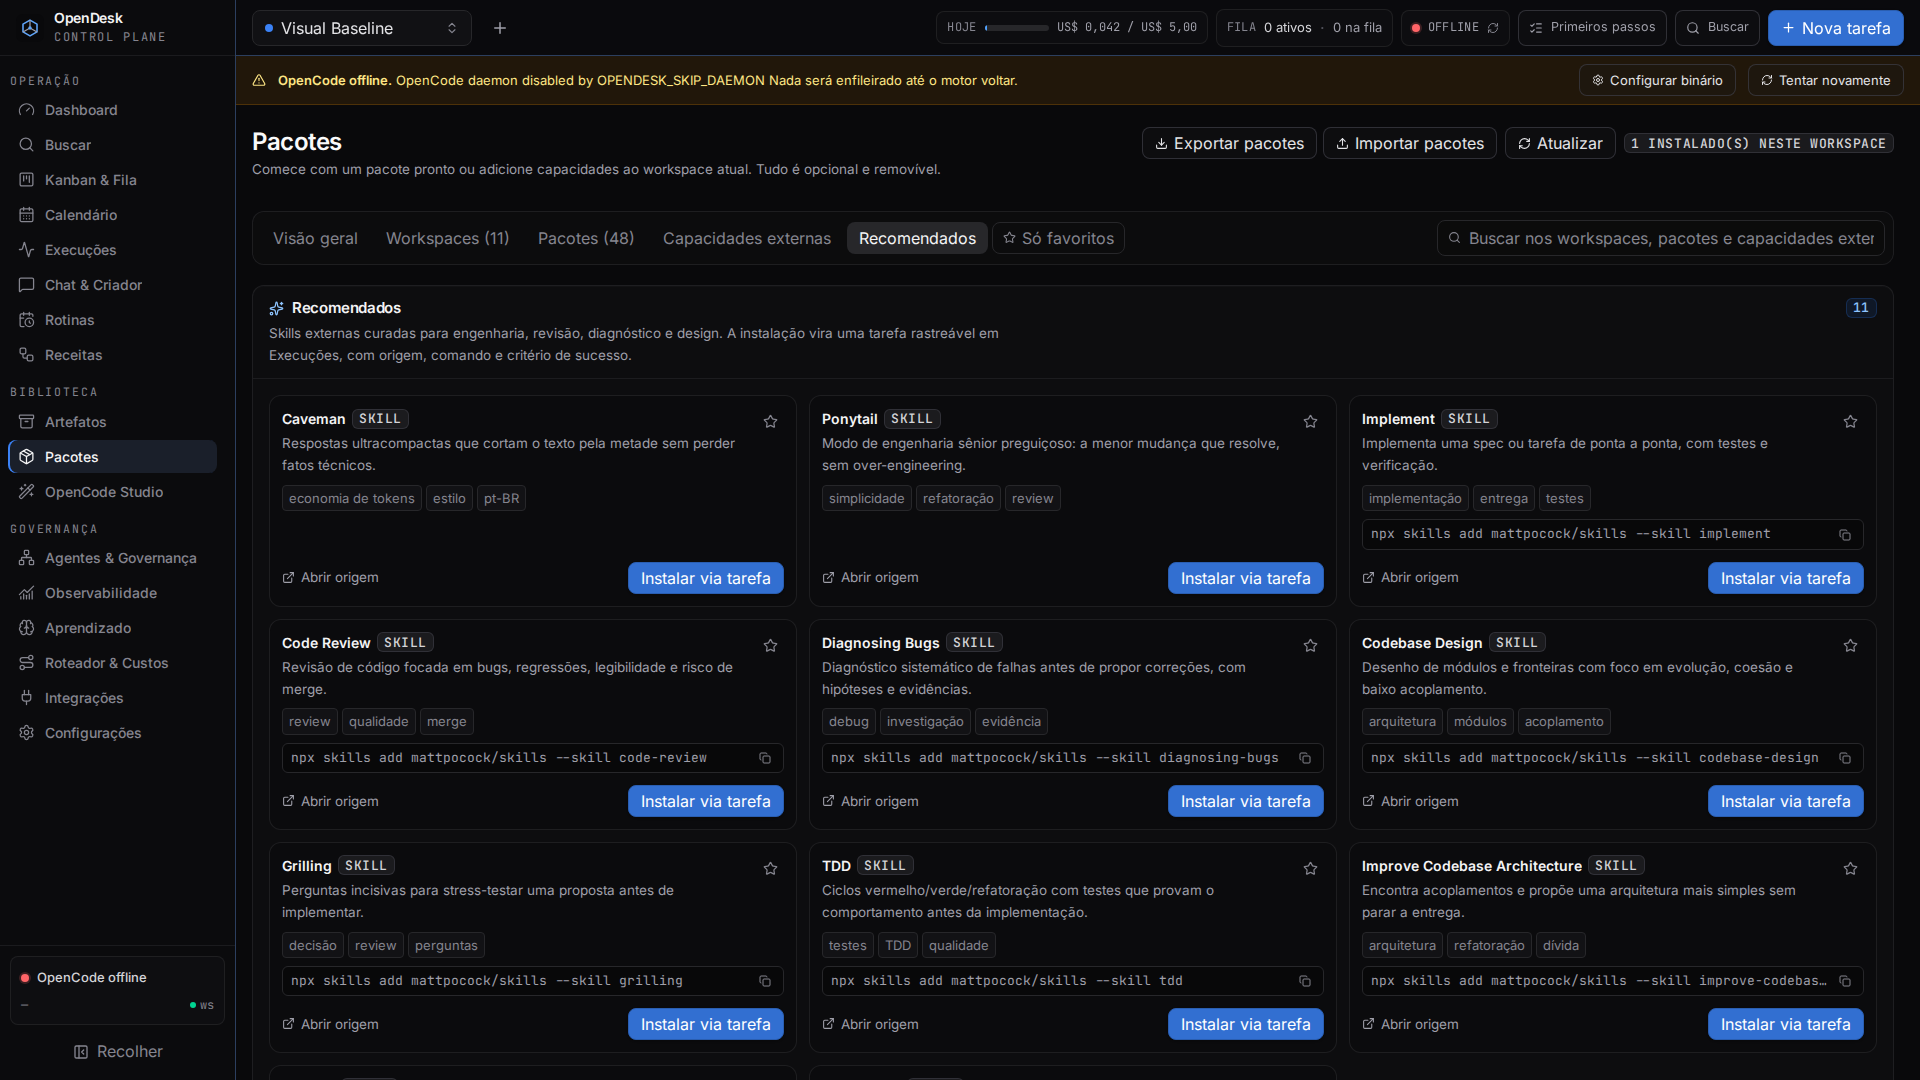 OpenDesk
CONTROL PLANE
Visual Baseline
HOJE US$ 0,042 / US$ 5,00
FILA 0 ativos · 0 na fila
OFFLINE
Primeiros passos
Buscar
Nova tarefa
OpenCode offline. OpenCode daemon disabled by OPENDESK_SKIP_DAEMON Nada será enfileirado até o motor voltar.
Configurar binário
Tentar novamente
OPERAÇÃO
Dashboard
Buscar
Kanban & Fila
Calendário
Execuções
Chat & Criador
Rotinas
Receitas
BIBLIOTECA
Artefatos
Pacotes
OpenCode Studio
GOVERNANÇA
Agentes & Governança
Observabilidade
Aprendizado
Roteador & Custos
Integrações
Configurações
OpenCode offline
–
ws
Recolher
Pacotes
Comece com um pacote pronto ou adicione capacidades ao workspace atual. Tudo é opcional e removível.
Exportar pacotes
Importar pacotes
Atualizar
1 INSTALADO(S) NESTE WORKSPACE
Visão geral
Workspaces (11)
Pacotes (48)
Capacidades externas
Recomendados
Só favoritos
Buscar nos workspaces, pacotes e capacidades exter
Recomendados
11
Skills externas curadas para engenharia, revisão, diagnóstico e design. A instalação vira uma tarefa rastreável em
Execuções, com origem, comando e critério de sucesso.
Caveman SKILL
Respostas ultracompactas que cortam o texto pela metade sem perder
fatos técnicos.
economia de tokens estilo pt-BR
Abrir origem
Instalar via tarefa
Ponytail SKILL
Modo de engenharia sênior preguiçoso: a menor mudança que resolve,
sem over-engineering.
simplicidade refatoração review
Abrir origem
Instalar via tarefa
Implement SKILL
Implementa uma spec ou tarefa de ponta a ponta, com testes e
verificação.
implementação entrega testes
npx skills add mattpocock/skills --skill implement
Abrir origem
Instalar via tarefa
Code Review SKILL
Revisão de código focada em bugs, regressões, legibilidade e risco de
merge.
review qualidade merge
npx skills add mattpocock/skills --skill code-review
Abrir origem
Instalar via tarefa
Diagnosing Bugs SKILL
Diagnóstico sistemático de falhas antes de propor correções, com
hipóteses e evidências.
debug investigação evidência
npx skills add mattpocock/skills --skill diagnosing-bugs
Abrir origem
Instalar via tarefa
Codebase Design SKILL
Desenho de módulos e fronteiras com foco em evolução, coesão e
baixo acoplamento.
arquitetura módulos acoplamento
npx skills add mattpocock/skills --skill codebase-design
Abrir origem
Instalar via tarefa
Grilling SKILL
Perguntas incisivas para stress-testar uma proposta antes de
implementar.
decisão review perguntas
npx skills add mattpocock/skills --skill grilling
Abrir origem
Instalar via tarefa
TDD SKILL
Ciclos vermelho/verde/refatoração com testes que provam o
comportamento antes da implementação.
testes TDD qualidade
npx skills add mattpocock/skills --skill tdd
Abrir origem
Instalar via tarefa
Improve Codebase Architecture SKILL
Encontra acoplamentos e propõe uma arquitetura mais simples sem
parar a entrega.
arquitetura refatoração dívida
npx skills add mattpocock/skills --skill improve-codebas…
Abrir origem
Instalar via tarefa